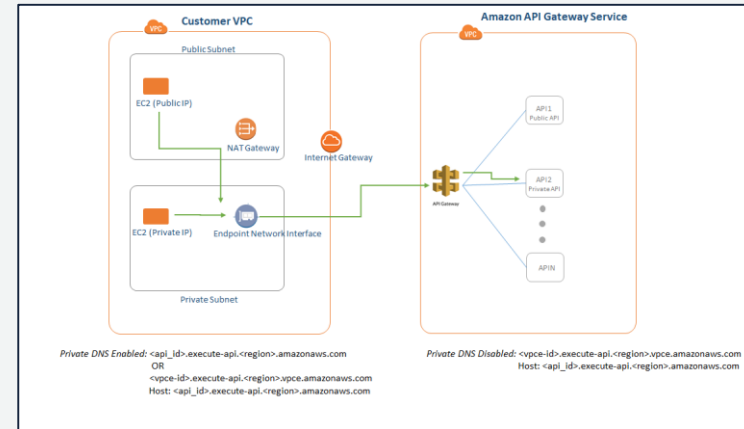 Customer VPC
Amazon API Gateway Service
VPC
VPC
Public Subnet
EC2 (Public IP)
NAT Gateway
Internet Gateway
EC2 (Private IP)
Endpoint Network Interface
Private Subnet
API Gateway
API1
Public API
API2
Private API
APIN
Private DNS Enabled: <api_id>.execute-api.<region>.amazonaws.com
OR
<vpce-id>.execute-api.<region>.vpce.amazonaws.com
Host: <api_id>.execute-api.<region>.amazonaws.com
Private DNS Disabled: <vpce-id>.execute-api.<region>.vpce.amazonaws.com
Host: <api_id>.execute-api.<region>.amazonaws.com